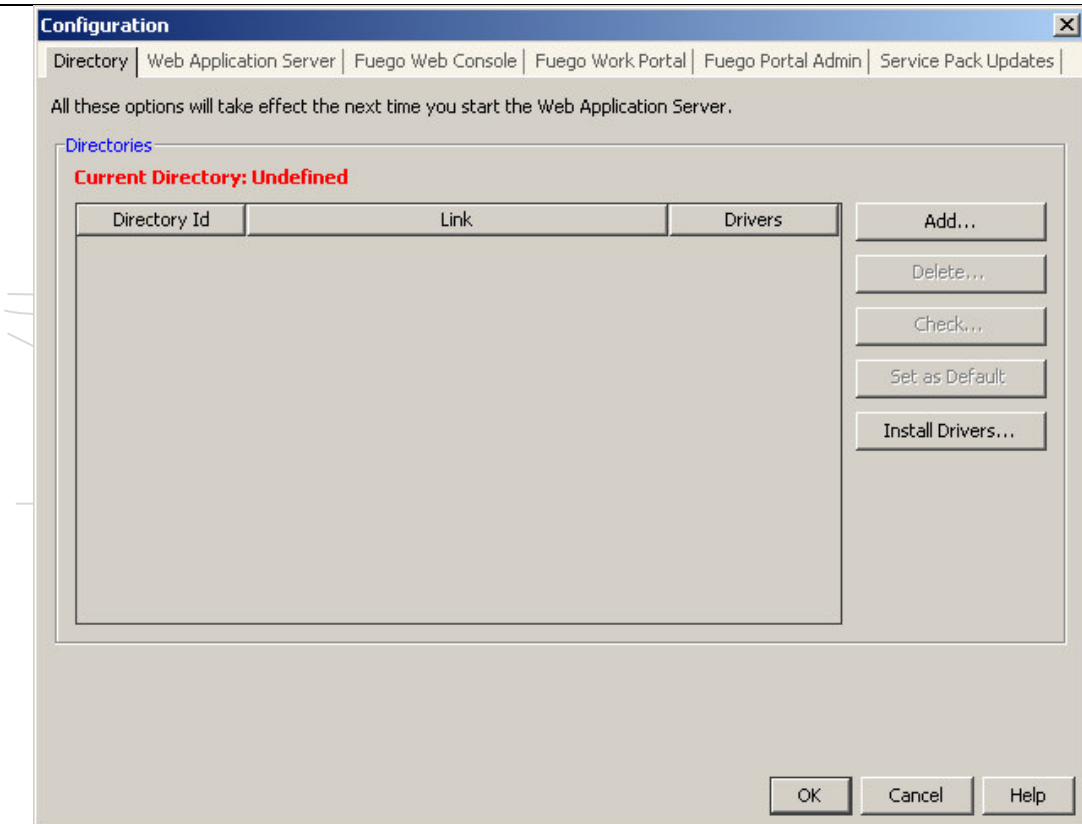 Configuration
Directory Web Application Server Fuego Web Console Fuego Work Portal Fuego Portal Admin Service Pack Updates
All these options will take effect the next time you start the Web Application Server.
Directories
Current Directory: Undefined
Directory Id Link Drivers
Add...
Delete...
Check...
Set as Default
Install Drivers...
OK Cancel Help